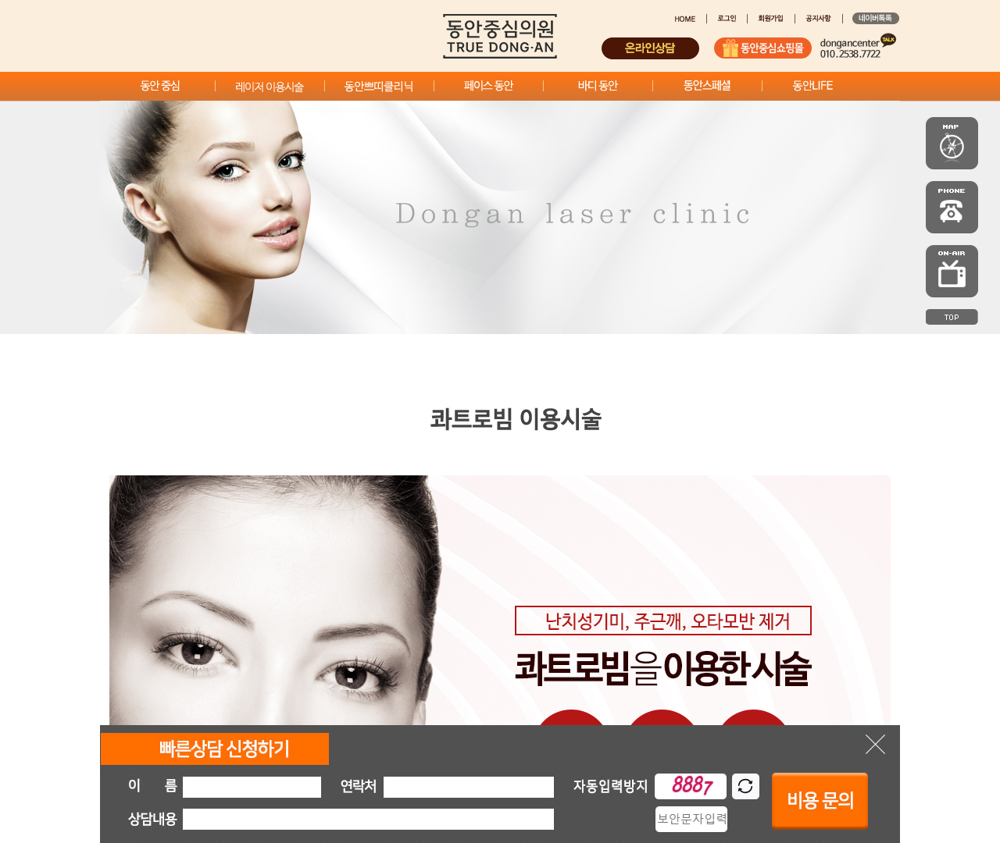 동안중심의원
TRUE DONG·AN
HOME
로그인
회원가입
공지사항
네이버톡톡
온라인상담
동안중심쇼핑몰
dongancenter TALK
010.2538.7722
동안 중심
레이저 이용시술
동안쁘띠클리닉
페이스 동안
바디 동안
동안스페셜
동안LIFE
Dongan laser clinic
MAP
PHONE
ON-AIR
TOP
콰트로빔 이용시술
난치성기미, 주근깨, 오타모반 제거
콰트로빔을 이용한 시술
빠른상담 신청하기
이 름
연락처
자동입력방지
8887
비용 문의
상담내용
보안문자입력